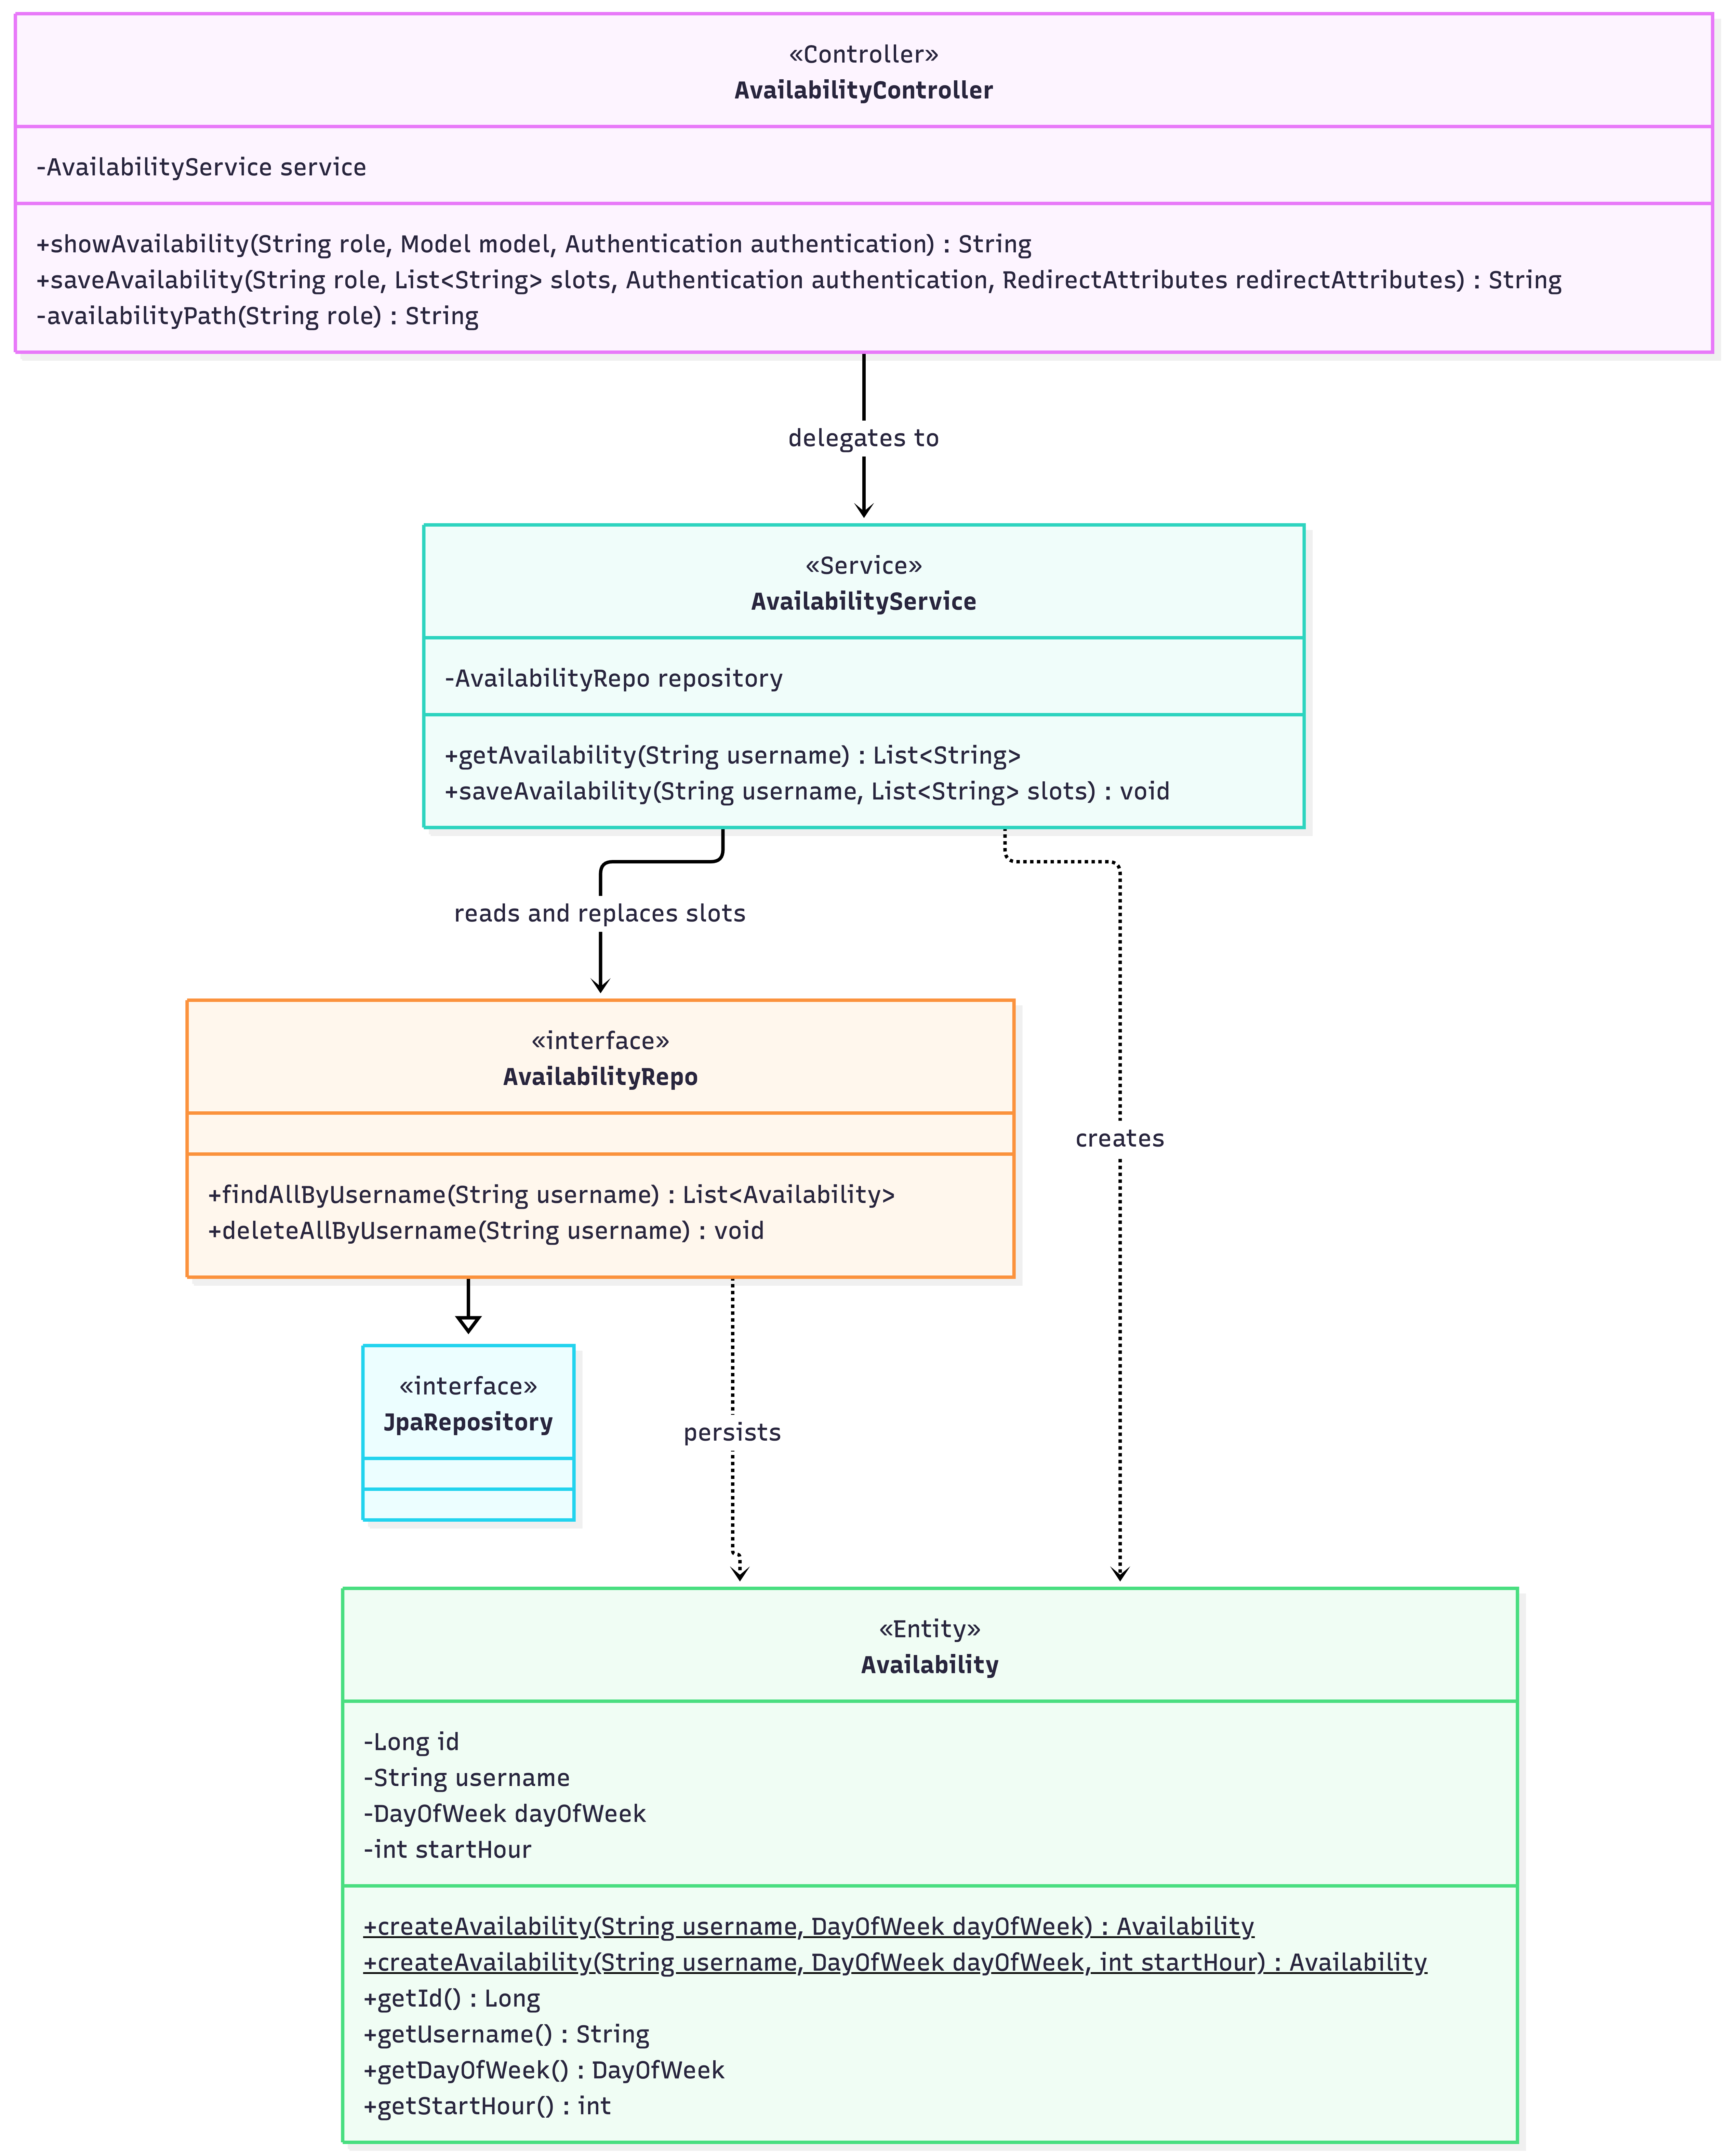 «Controller»
AvailabilityController
-AvailabilityService service
+showAvailability(String role, Model model, Authentication authentication) : String
+saveAvailability(String role, List<String> slots, Authentication authentication, RedirectAttributes redirectAttributes) : String
-availabilityPath(String role) : String
delegates to
«Service»
AvailabilityService
-AvailabilityRepo repository
+getAvailability(String username) : List<String>
+saveAvailability(String username, List<String> slots) : void
reads and replaces slots
«interface»
AvailabilityRepo
+findAllByUsername(String username) : List<Availability>
+deleteAllByUsername(String username) : void
creates
«interface»
JpaRepository
persists
«Entity»
Availability
-Long id
-String username
-DayOfWeek dayOfWeek
-int startHour
+createAvailability(String username, DayOfWeek dayOfWeek) : Availability
+createAvailability(String username, DayOfWeek dayOfWeek, int startHour) : Availability
+getId() : Long
+getUsername() : String
+getDayOfWeek() : DayOfWeek
+getStartHour() : int